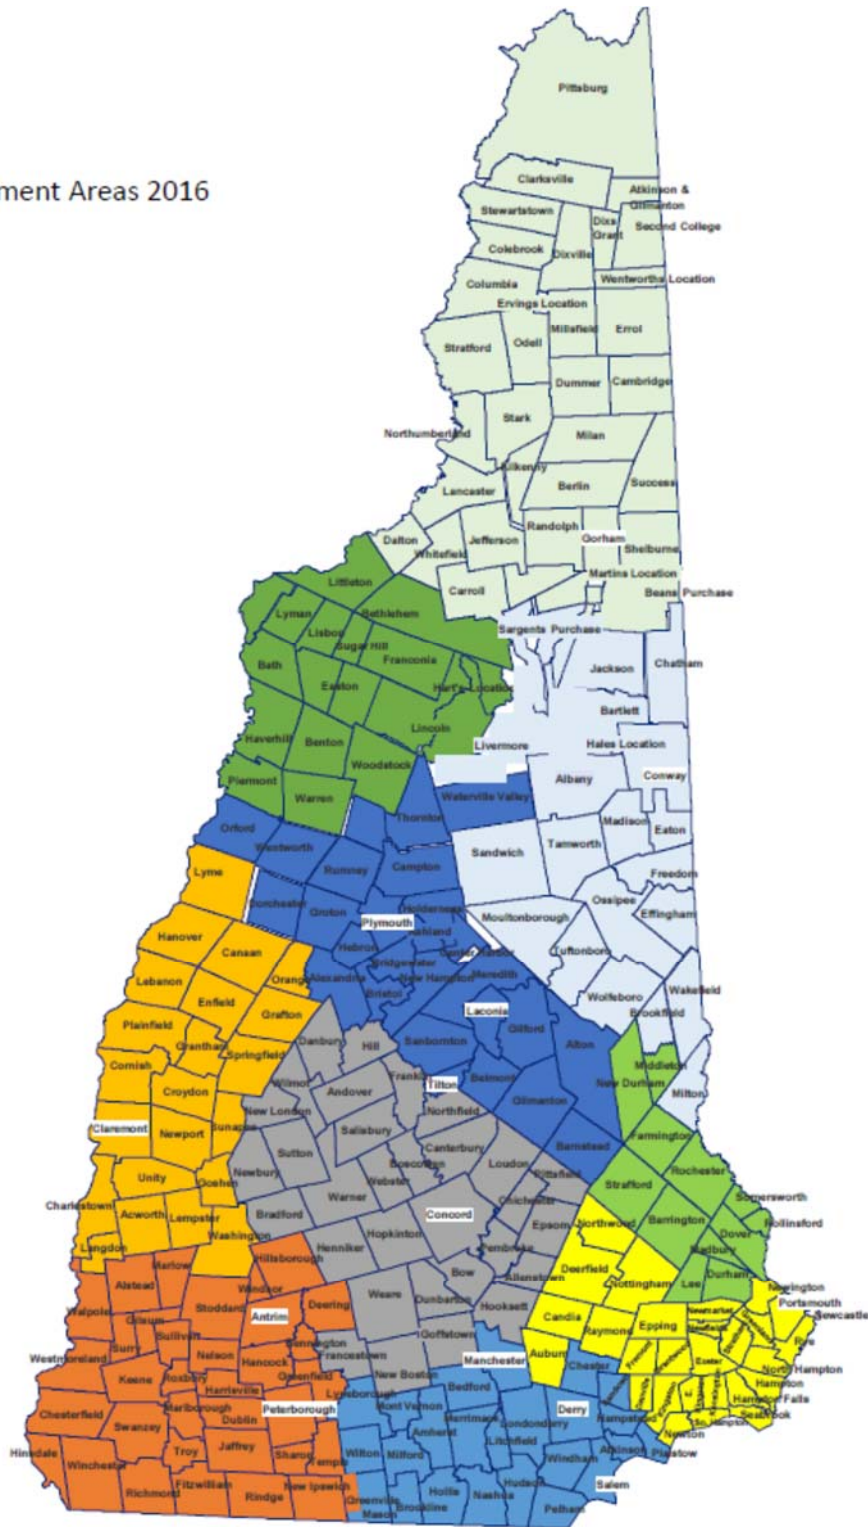 ment Areas 2016
Pittsburg
Clarksville
Atkinson &
Gilmanton
Stewartstown
Dixs
Grant
Second College
Colebrook
Dixville
Wentworths Location
Columbia
Ervings Location
Millsfield
Errol
Stratford
Odell
Dummer
Cambridge
Stark
Northumberland
Milan
Kilkenny
Lancaster
Berlin
Success
Randolph
Dalton
Jefferson
Gorham
Whitefield
Shelburne
Martins Location
Carroll
Beans Purchase
Littleton
Bethlehem
Lyman
Lisbon
Sargents Purchase
Sugar Hill
Franconia
Bath
Jackson
Chatham
Easton
Hart's Location
Bartlett
Lincoln
Haverhill
Benton
Livermore
Hales Location
Woodstock
Piermont
Albany
Conway
Warren
Waterville Valley
Thornton
Orford
Madison
Eaton
Wentworth
Tamworth
Sandwich
Rumney
Campton
Lyme
Freedom
Ossipee
Dorchester
Groton
Holderness
Effingham
Plymouth
Moultonborough
Ashland
Hanover
Hebron
Tuftonboro
Canaan
Center Harbor
Bridgewater
Meredith
Lebanon
Orange
Alexandria
New Hampton
Wakefield
Enfield
Bristol
Wolfeboro
Grafton
Laconia
Brookfield
Plainfield
Gilford
Grantham
Danbury
Hill
Sanbornton
Alton
Springfield
Cornish
Middleton
Franklin
Belmont
New Durham
Wilmot
Tilton
Croydon
Andover
Milton
Gilmanton
New London
Northfield
Claremont
Sunapee
Newport
Salisbury
Farmington
Barnstead
Sutton
Canterbury
Boscawen
Loudon
Newbury
Pittsfield
Rochester
Unity
Goshen
Webster
Strafford
Warner
Chichester
Somersworth
Charlestown
Acworth
Lempster
Bradford
Concord
Northwood
Barrington
Rollinsford
Washington
Hopkinton
Epsom
Dover
Langdon
Henniker
Pembroke
Madbury
Hillsborough
Deerfield
Marlow
Bow
Allenstown
Nottingham
Lee
Durham
Alstead
Windsor
Newington
Weare
Dunbarton
Stoddard
Deering
Hooksett
Portsmouth
Walpole
Antrim
Candia
Newmarket
Newcastle
Gilsum
Epping
Newfields
Raymond
Sullivan
Goffstown
Rye
Surry
Bennington
Auburn
Nelson
Francestown
Westmoreland
Hancock
Manchester
Chester
Exeter
North Hampton
Roxbury
Greenfield
New Boston
Keene
Hampton
Harrisville
Lyndeborough
Bedford
Hampton Falls
Marlborough
Mont Vernon
Peterborough
Derry
Chesterfield
Dublin
Merrimack
Londonderry
Hampstead
Seabrook
So. Hampton
Swanzey
Amherst
Newton
Jaffrey
Litchfield
Hinsdale
Troy
Sharon
Wilton
Milford
Atkinson
Plaistow
Temple
Windham
Winchester
Fitzwilliam
Hudson
Salem
New Ipswich
Richmond
Rindge
Greenville
Hollis
Nashua
Brookline
Mason
Pelham